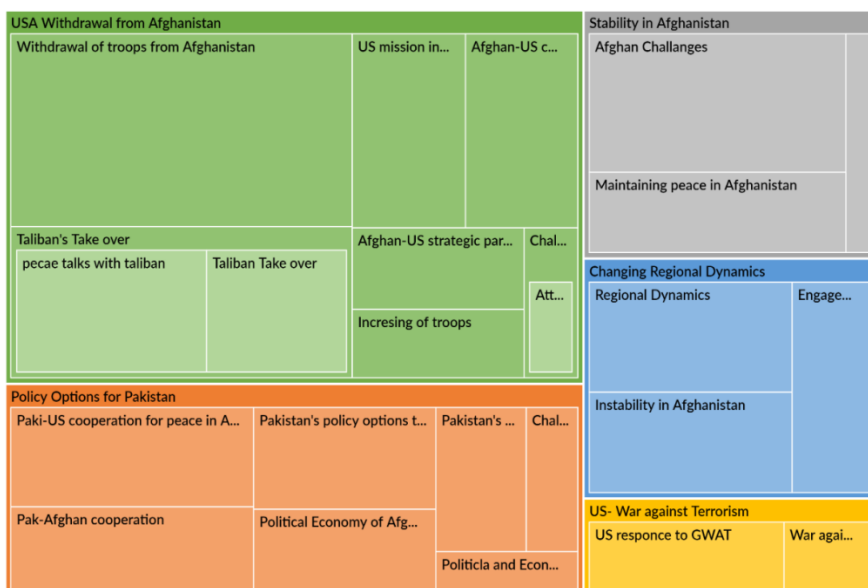 USA Withdrawal from Afghanistan
Withdrawal of troops from Afghanistan
US mission in...
Afghan-US c...
Taliban's Take over
pecae talks with taliban
Taliban Take over
Afghan-US strategic par...
Chal...
Att...
Incresing of troops
Policy Options for Pakistan
Paki-US cooperation for peace in A...
Pakistan's policy options t...
Pakistan's ...
Chal...
Pak-Afghan cooperation
Political Economy of Afg...
Politicla and Econ...
Stability in Afghanistan
Afghan Challanges
Maintaining peace in Afghanistan
Changing Regional Dynamics
Regional Dynamics
Engage...
Instability in Afghanistan
US- War against Terrorism
US responce to GWAT
War agai...